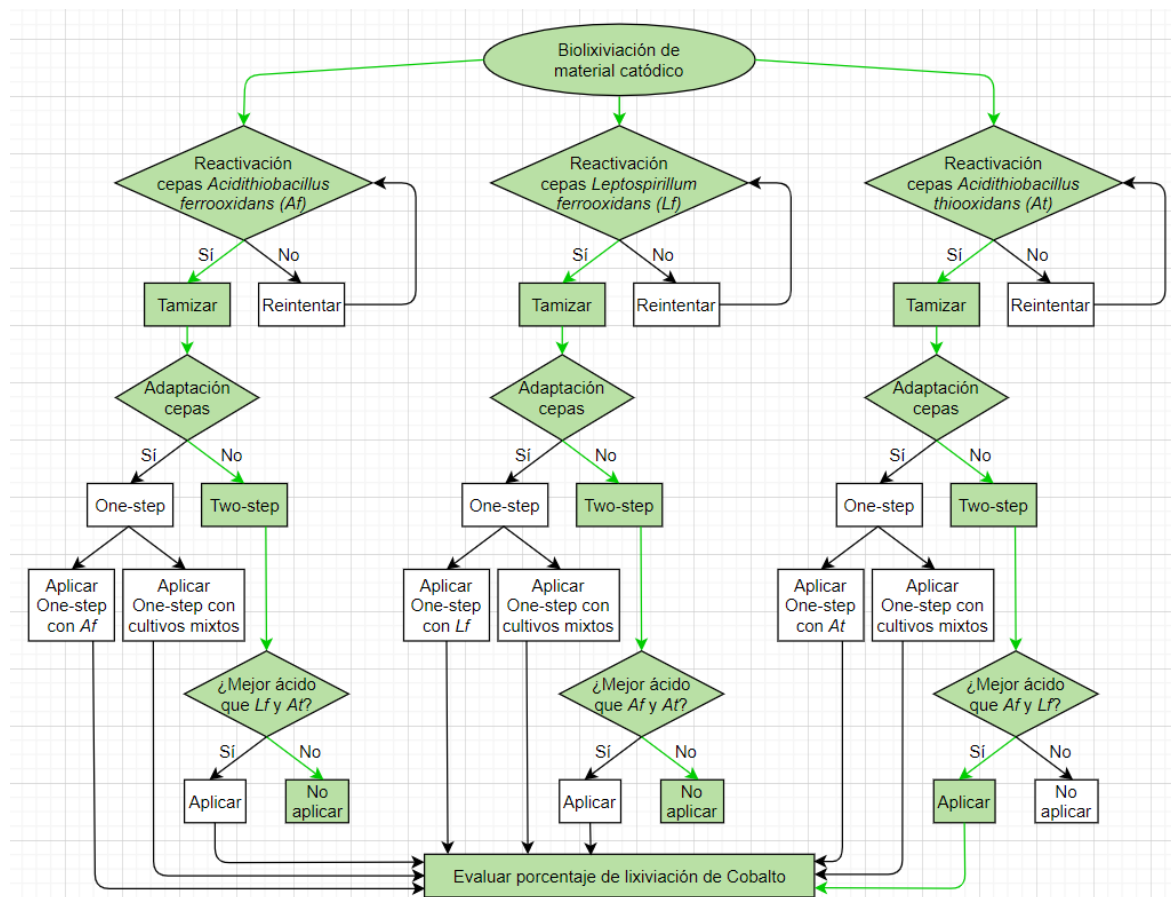 Biolixiviación de
material catódico
Reactivación
cepas Acidithiobacillus
ferrooxidans (Af)
Reactivación
cepas Leptospirillum
ferrooxidans (Lf)
Reactivación
cepas Acidithiobacillus
thiooxidans (At)
Sí
No
Sí
No
Sí
No
Tamizar
Reintentar
Tamizar
Reintentar
Tamizar
Reintentar
Adaptación
cepas
Adaptación
cepas
Adaptación
cepas
Sí
No
Sí
No
Sí
No
One-step
Two-step
One-step
Two-step
One-step
Two-step
Aplicar
One-step
con Af
Aplicar
One-step con
cultivos mixtos
Aplicar
One-step
con Lf
Aplicar
One-step con
cultivos mixtos
Aplicar
One-step
con At
Aplicar
One-step con
cultivos mixtos
¿Mejor ácido
que Lf y At?
¿Mejor ácido
que Af y At?
¿Mejor ácido
que Af y Lf?
Sí
No
Sí
No
Sí
No
Aplicar
No
aplicar
Aplicar
No
aplicar
Aplicar
No
aplicar
Evaluar porcentaje de lixiviación de Cobalto